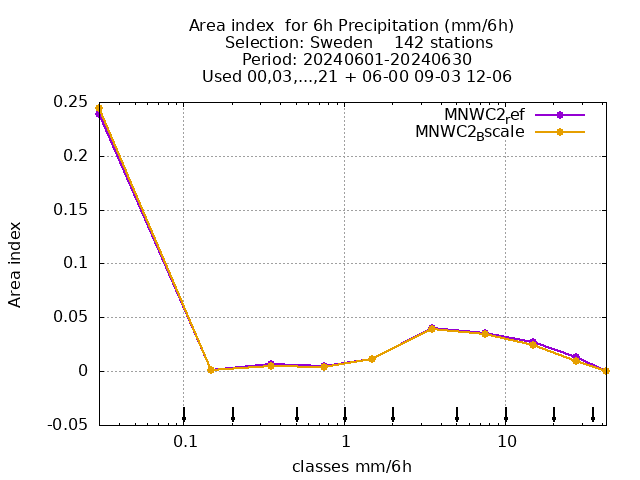 Area index  for 6h Precipitation (mm/6h)
Selection: Sweden    142 stations
Period: 20240601-20240630
Used 00,03,...,21 + 06-00 09-03 12-06
MNWC2ref
MNWC2Bscale
0.25
0.2
0.15
0.1
0.05
0
-0.05
Area index
0.1 1 10
classes mm/6h